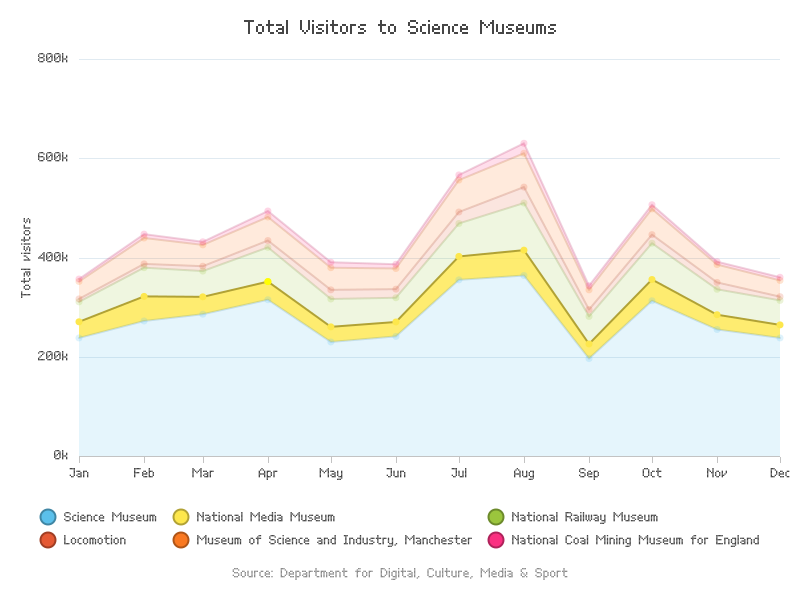 Total Visitors to Science Museums
800k
600k
400k
200k
0k
Total visitors
Jan Feb Mar Apr May Jun Jul Aug Sep Oct Nov Dec
Science Museum National Media Museum National Railway Museum
Locomotion Museum of Science and Industry, Manchester National Coal Mining Museum for England
Source: Department for Digital, Culture, Media & Sport